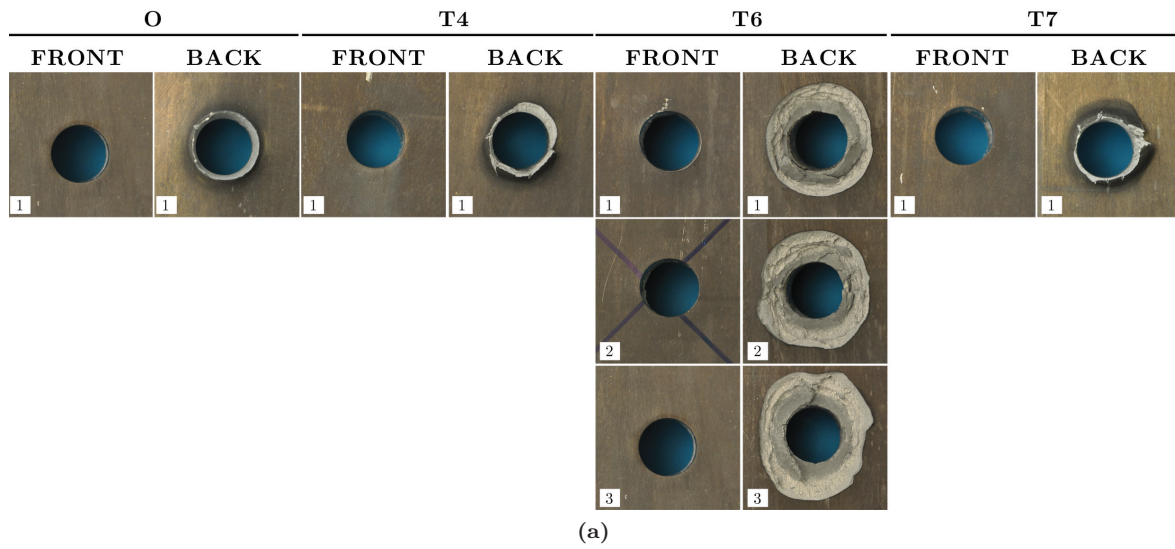 O T4 T6 T7
FRONT BACK FRONT BACK FRONT BACK FRONT BACK
1 1 1 1 1 1 1 1
2 2
3 3
(a)